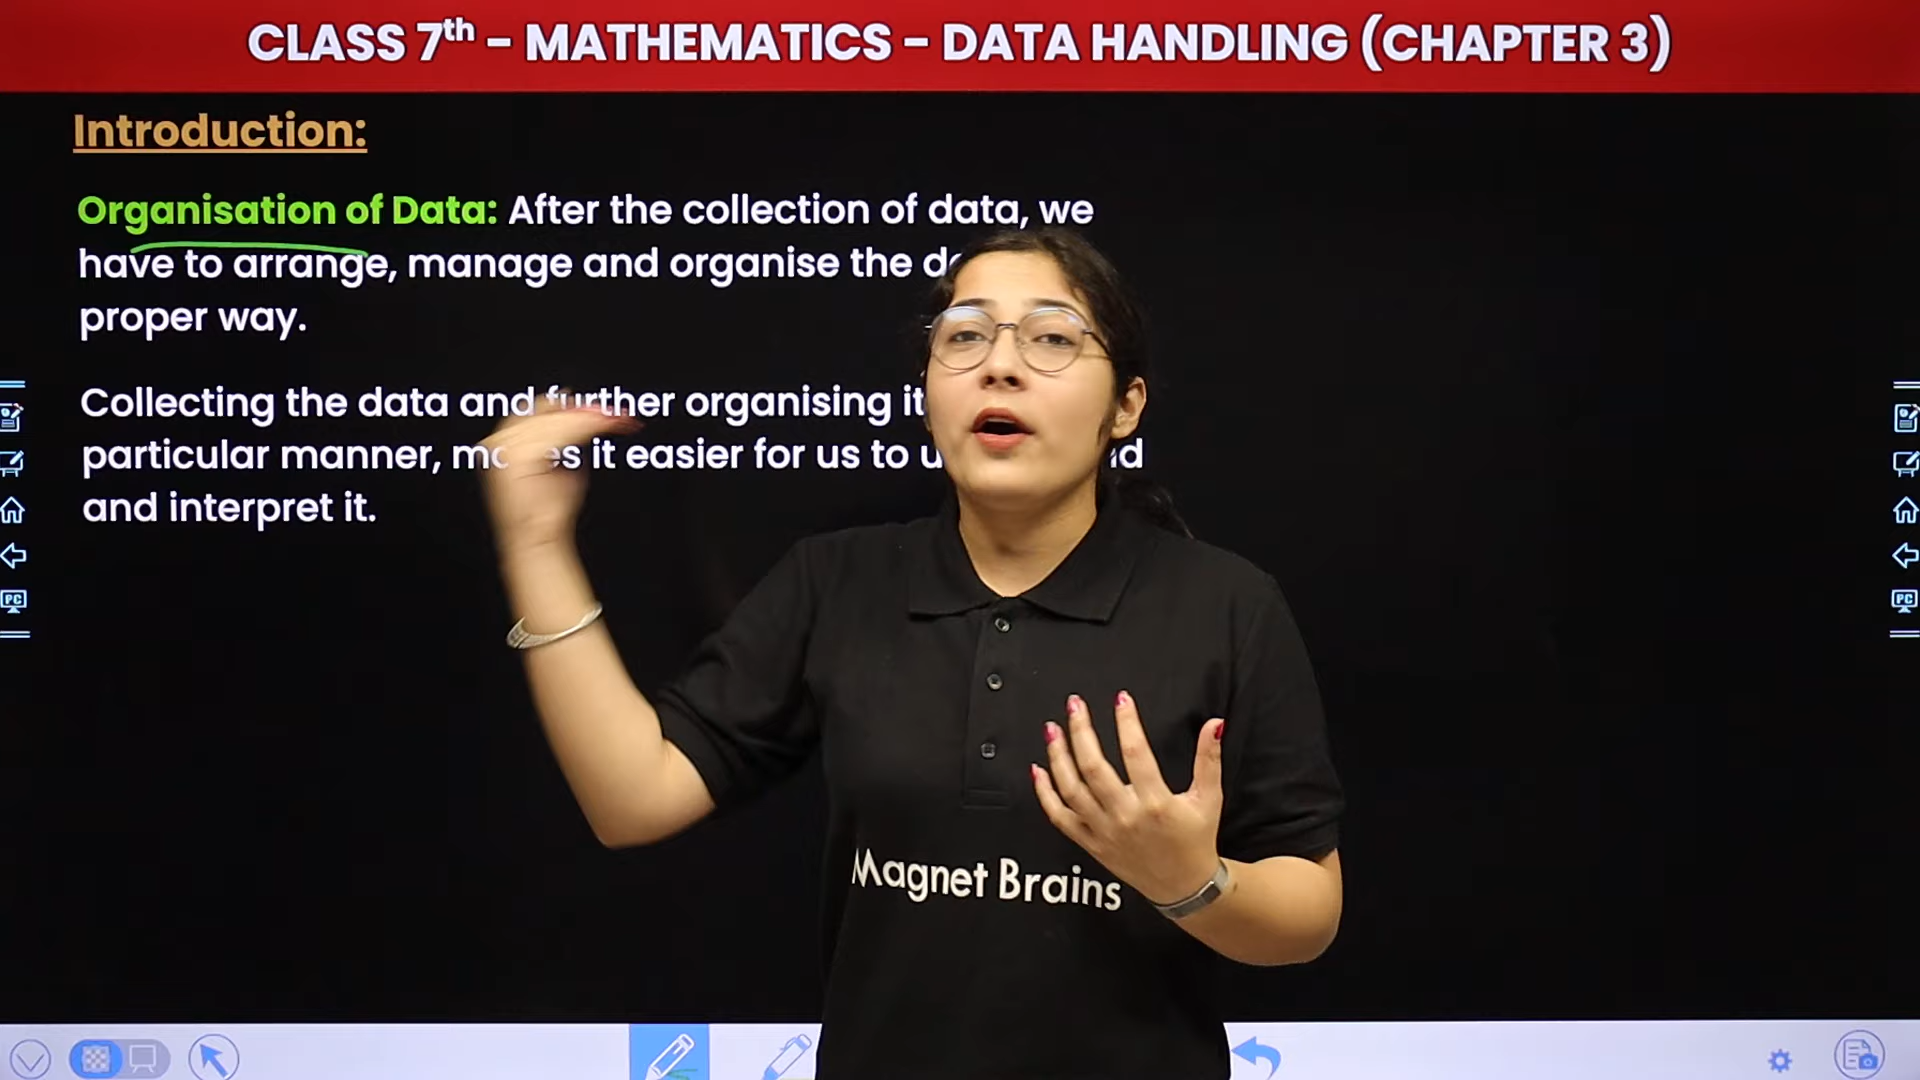 CLASS 7th - MATHEMATICS - DATA HANDLING (CHAPTER 3)
Introduction:
Organisation of Data: After the collection of data, we
have to arrange, manage and organise the
proper way.
Collecting the data and further organising it
particular manner, it easier for us to
and interpret it.
PC
PC
Magnet Brains